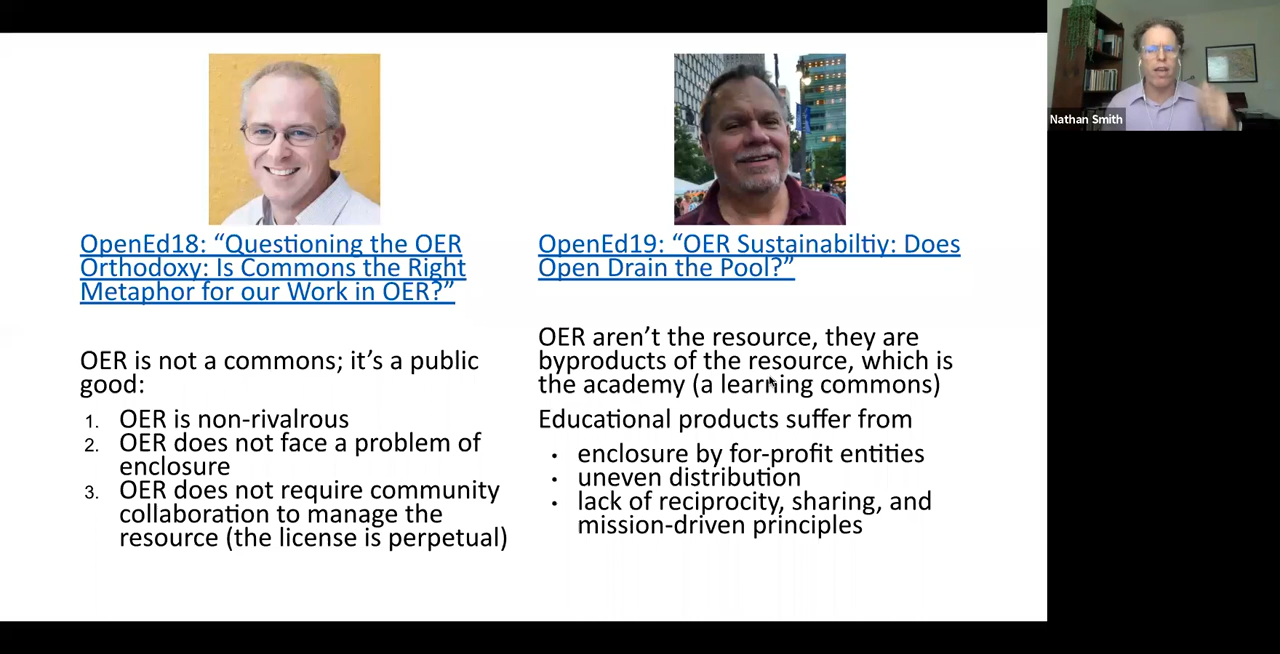 OpenEd18: “Questioning the OER
Orthodoxy: Is Commons the Right
Metaphor for our Work in OER?”
OER is not a commons; it’s a public
good:
1. OER is non-rivalrous
2. OER does not face a problem of
enclosure
3. OER does not require community
collaboration to manage the
resource (the license is perpetual)
OpenEd19: “OER Sustainabiltiy: Does
Open Drain the Pool?”
OER aren’t the resource, they are
byproducts of the resource, which is
the academy (a learning commons)
Educational products suffer from
• enclosure by for-profit entities
• uneven distribution
• lack of reciprocity, sharing, and
mission-driven principles
Nathan Smith